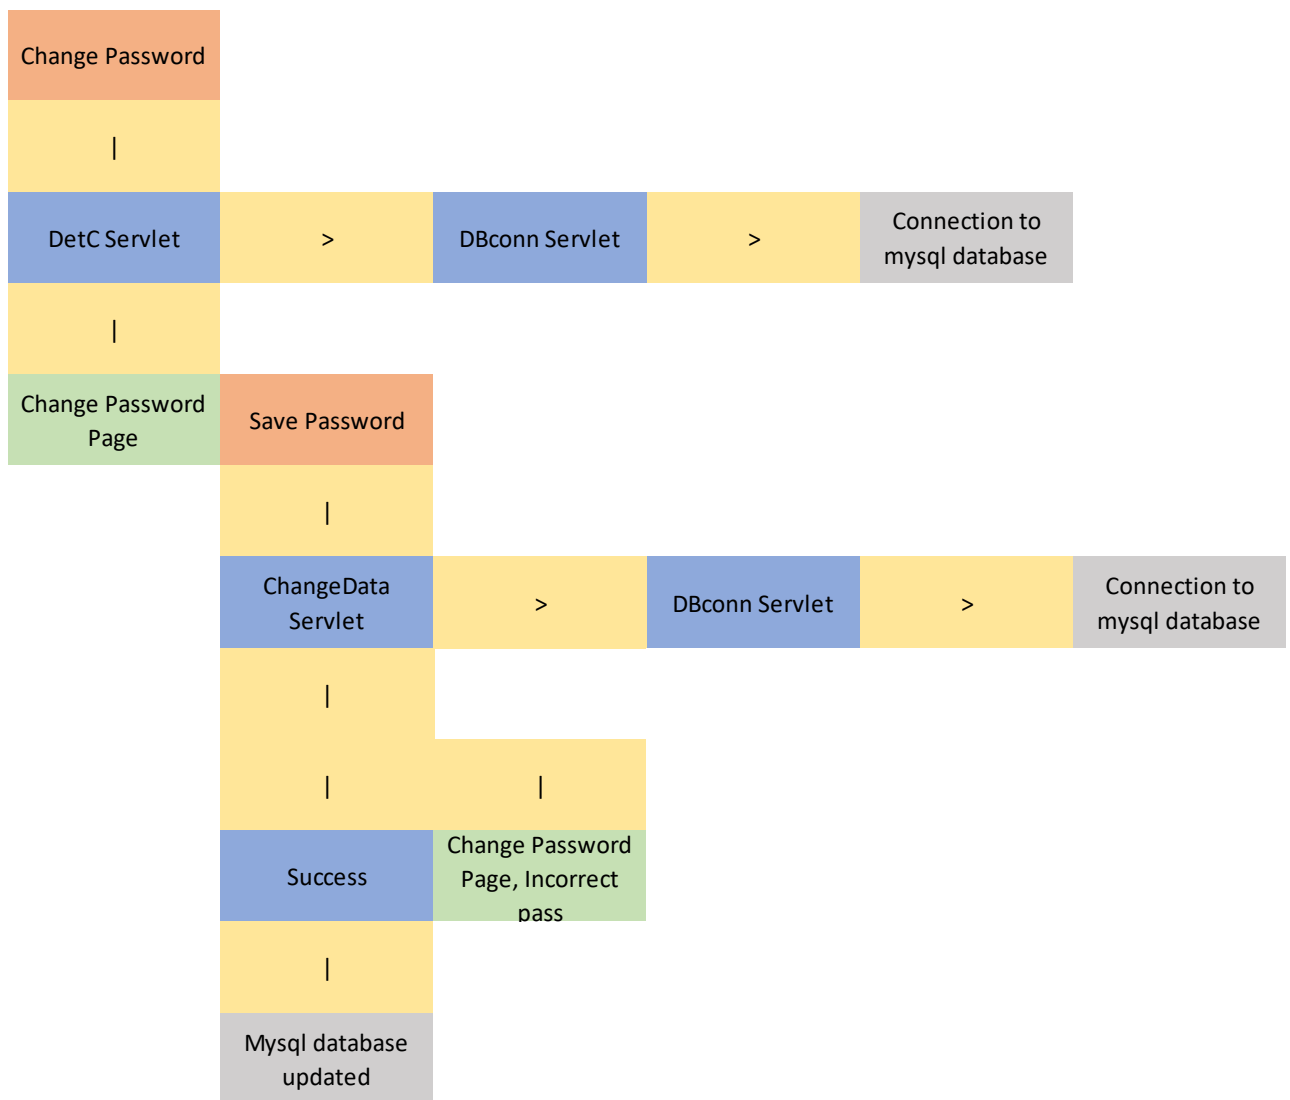 Change Password
|
DetC Servlet
>
DBconn Servlet
>
Connection to
mysql database
|
Change Password
Page
Save Password
|
ChangeData
Servlet
>
DBconn Servlet
>
Connection to
mysql database
|
|
|
Success
Change Password
Page, Incorrect
pass
|
Mysql database
updated